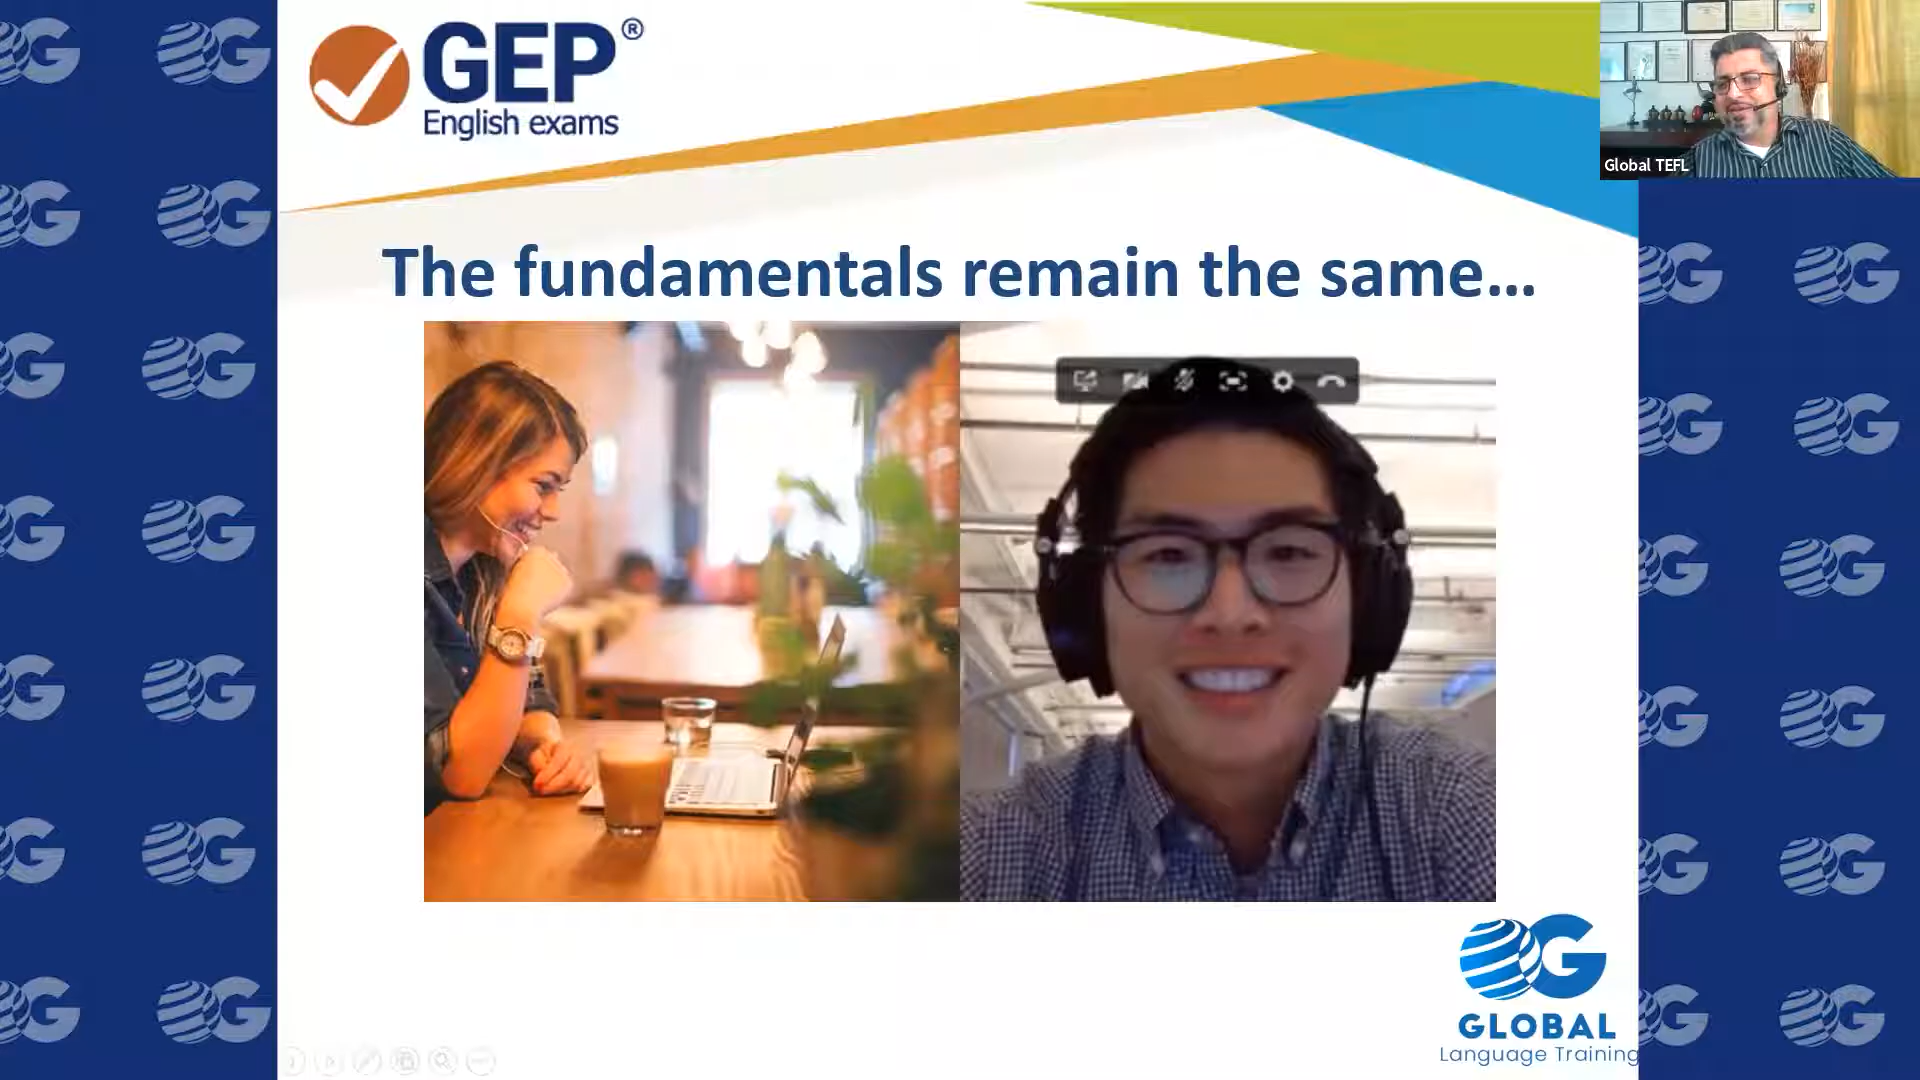 GEP®
English exams
Global TEFL
The fundamentals remain the same...
G
GLOBAL
Language Training